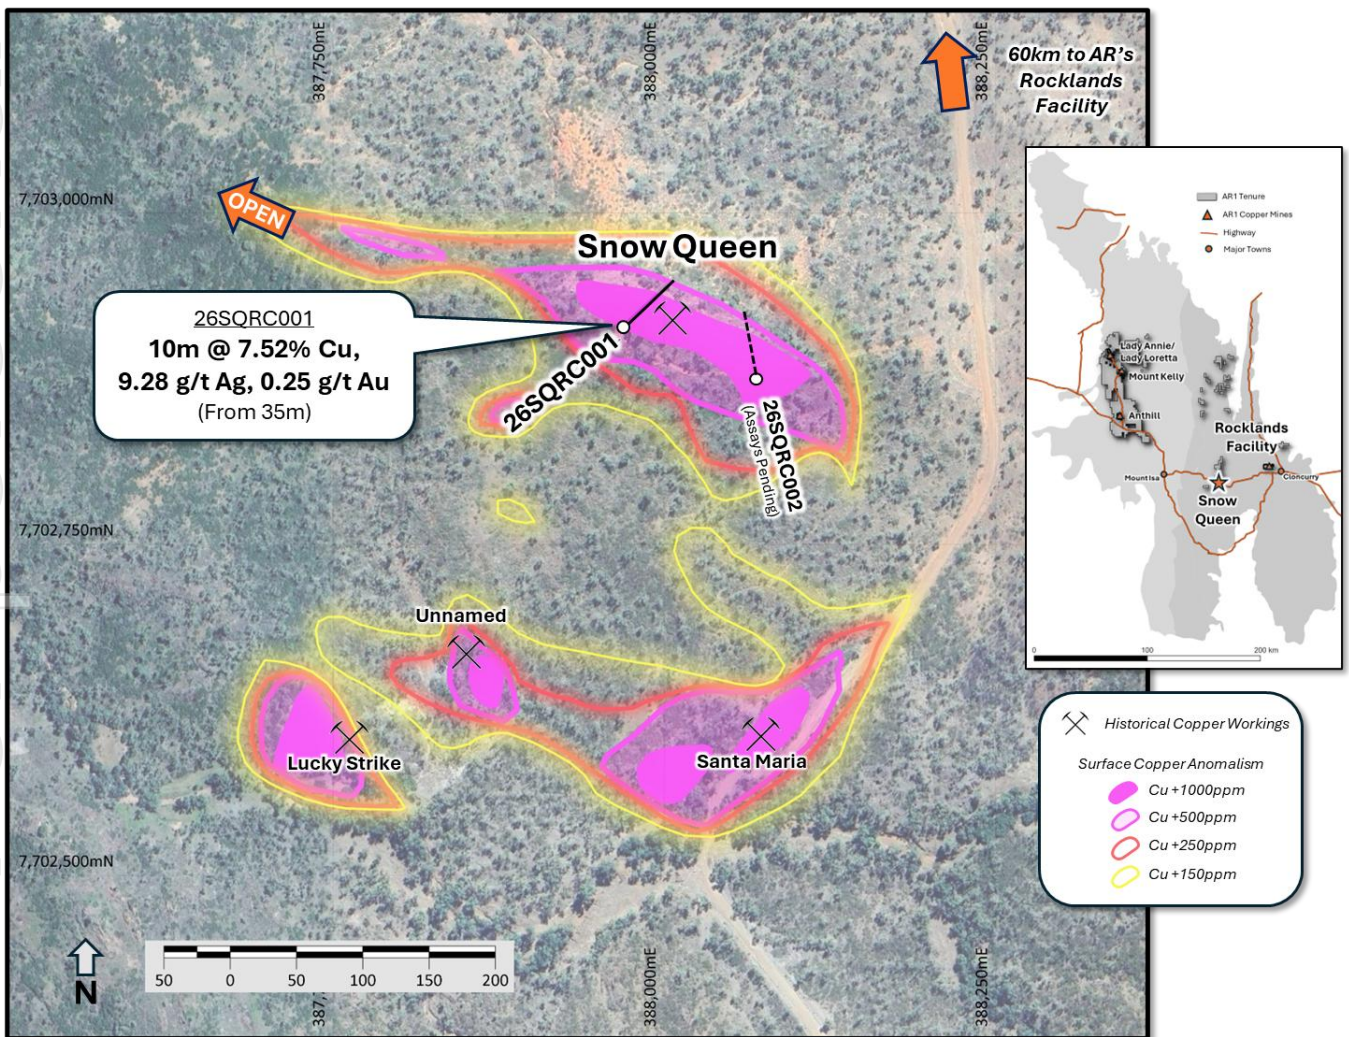 387,750mE
388,000mE
388,250mE
60km to AR's
Rocklands
Facility
7,703,000mN
OPEN
Snow Queen
26SQRC001
10m @ 7.52% Cu,
9.28 g/t Ag, 0.25 g/t Au
(From 35m)
26SQRC001
26SQRC002
(Assays Pending)
7,702,750mN
Unnamed
Lucky Strike
Santa Maria
7,702,500mN
N
50 0 50 100 150 200
387,7
388,000mE
388,250mE
AR1 Tenure
AR1 Copper Mines
Highway
Major Towns
Lady Annie/
Lady Loretta
Mount Kelly
Anthill
Rocklands
Facility
Mount Isa
Cloncurry
Snow
Queen
0 100 200 km
Historical Copper Workings
Surface Copper Anomalism
Cu +1000ppm
Cu +500ppm
Cu +250ppm
Cu +150ppm